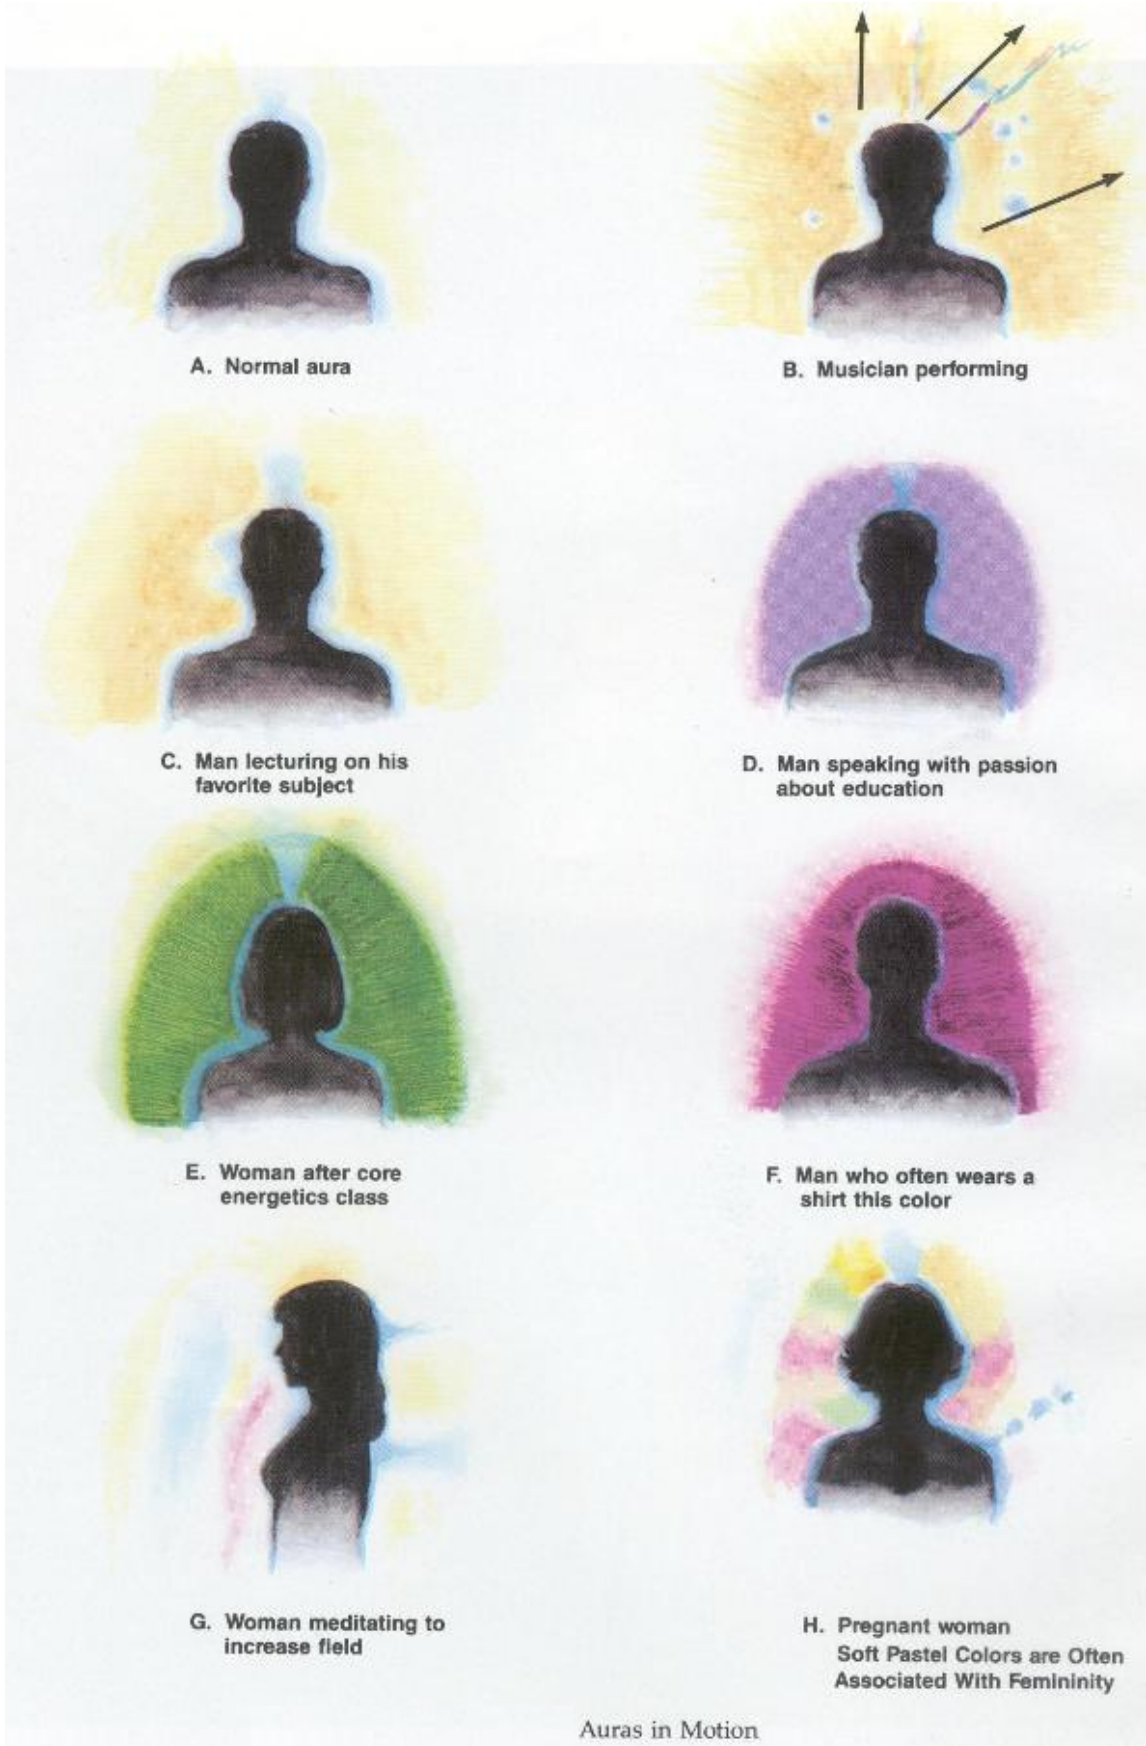 A. Normal aura
B. Musician performing
C. Man lecturing on his
favorite subject
D. Man speaking with passion
about education
E. Woman after core
energetics class
F. Man who often wears a
shirt this color
G. Woman meditating to
increase field
H. Pregnant woman
Soft Pastel Colors are Often
Associated With Femininity
Auras in Motion